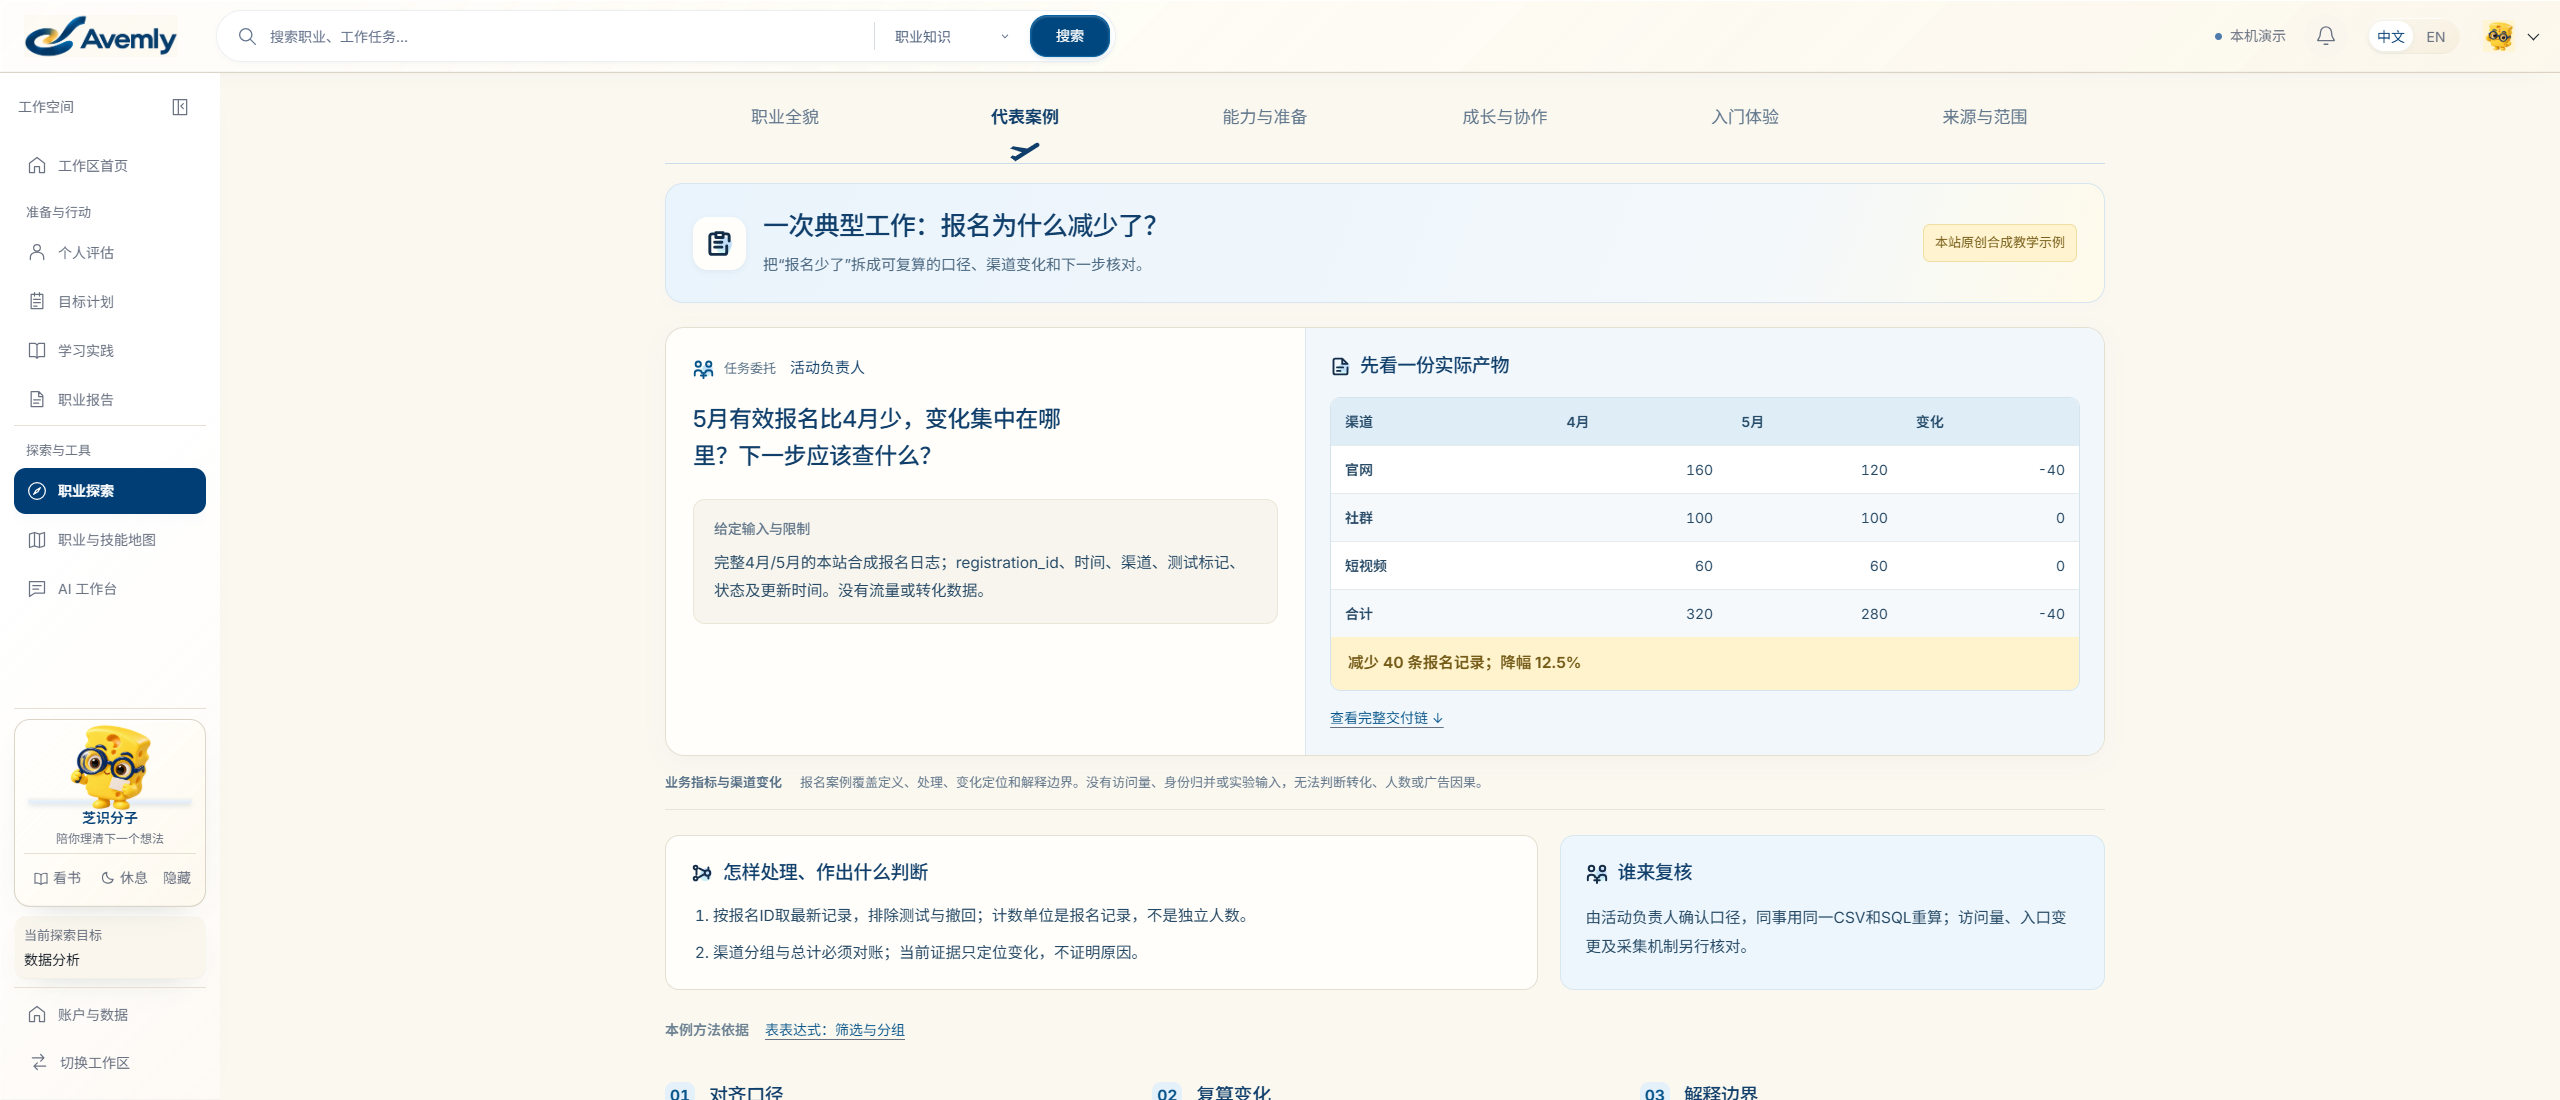 Avemly
搜索职业、工作任务...
职业知识
搜索
本机演示
中文 EN
工作空间
工作区首页
准备与行动
个人评估
目标计划
学习实践
职业报告
探索与工具
职业探索
职业与技能地图
AI 工作台
芝识分子
陪你理清下一个想法
看书 休息 隐藏
当前探索目标
数据分析
账户与数据
切换工作区
职业全貌 代表案例 能力与准备 成长与协作 入门体验 来源与范围
一次典型工作：报名为什么减少了？
把“报名少了”拆成可复算的口径、渠道变化和下一步核对。
本站原创合成教学示例
任务委托 活动负责人
5月有效报名比4月少，变化集中在哪
里？下一步应该查什么？
给定输入与限制
完整4月/5月的本站合成报名日志；registration_id、时间、渠道、测试标记、
状态及更新时间。没有流量或转化数据。
先看一份实际产物
渠道 4月 5月 变化
官网 160 120 -40
社群 100 100 0
短视频 60 60 0
合计 320 280 -40
减少 40 条报名记录；降幅 12.5%
查看完整交付链 ↓
业务指标与渠道变化 报名案例覆盖定义、处理、变化定位和解释边界。没有访问量、身份归并或实验输入，无法判断转化、人数或广告因果。
怎样处理、作出什么判断
1. 按报名ID取最新记录，排除测试与撤回；计数单位是报名记录，不是独立人数。
2. 渠道分组与总计必须对账；当前证据只定位变化，不证明原因。
谁来复核
由活动负责人确认口径，同事用同一CSV和SQL重算；访问量、入口变
更及采集机制另行核对。
本例方法依据 表表达式：筛选与分组
01 对齐口径
02 复算变化
03 解释边界